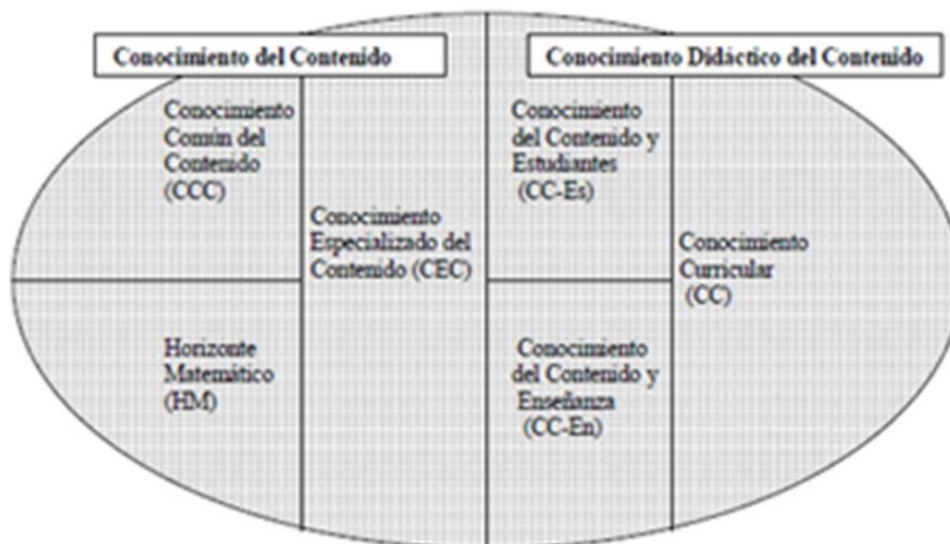 Conocimiento del Contenido
Conocimiento Didáctico del Contenido
Conocimiento
Común del
Contenido
(CCC)
Conocimiento
Especializado del
Contenido (CEC)
Horizonte
Matemático
(HM)
Conocimiento
del Contenido y
Estudiantes
(CC-Es)
Conocimiento
del Contenido y
Enseñanza
(CC-En)
Conocimiento
Curricular
(CC)